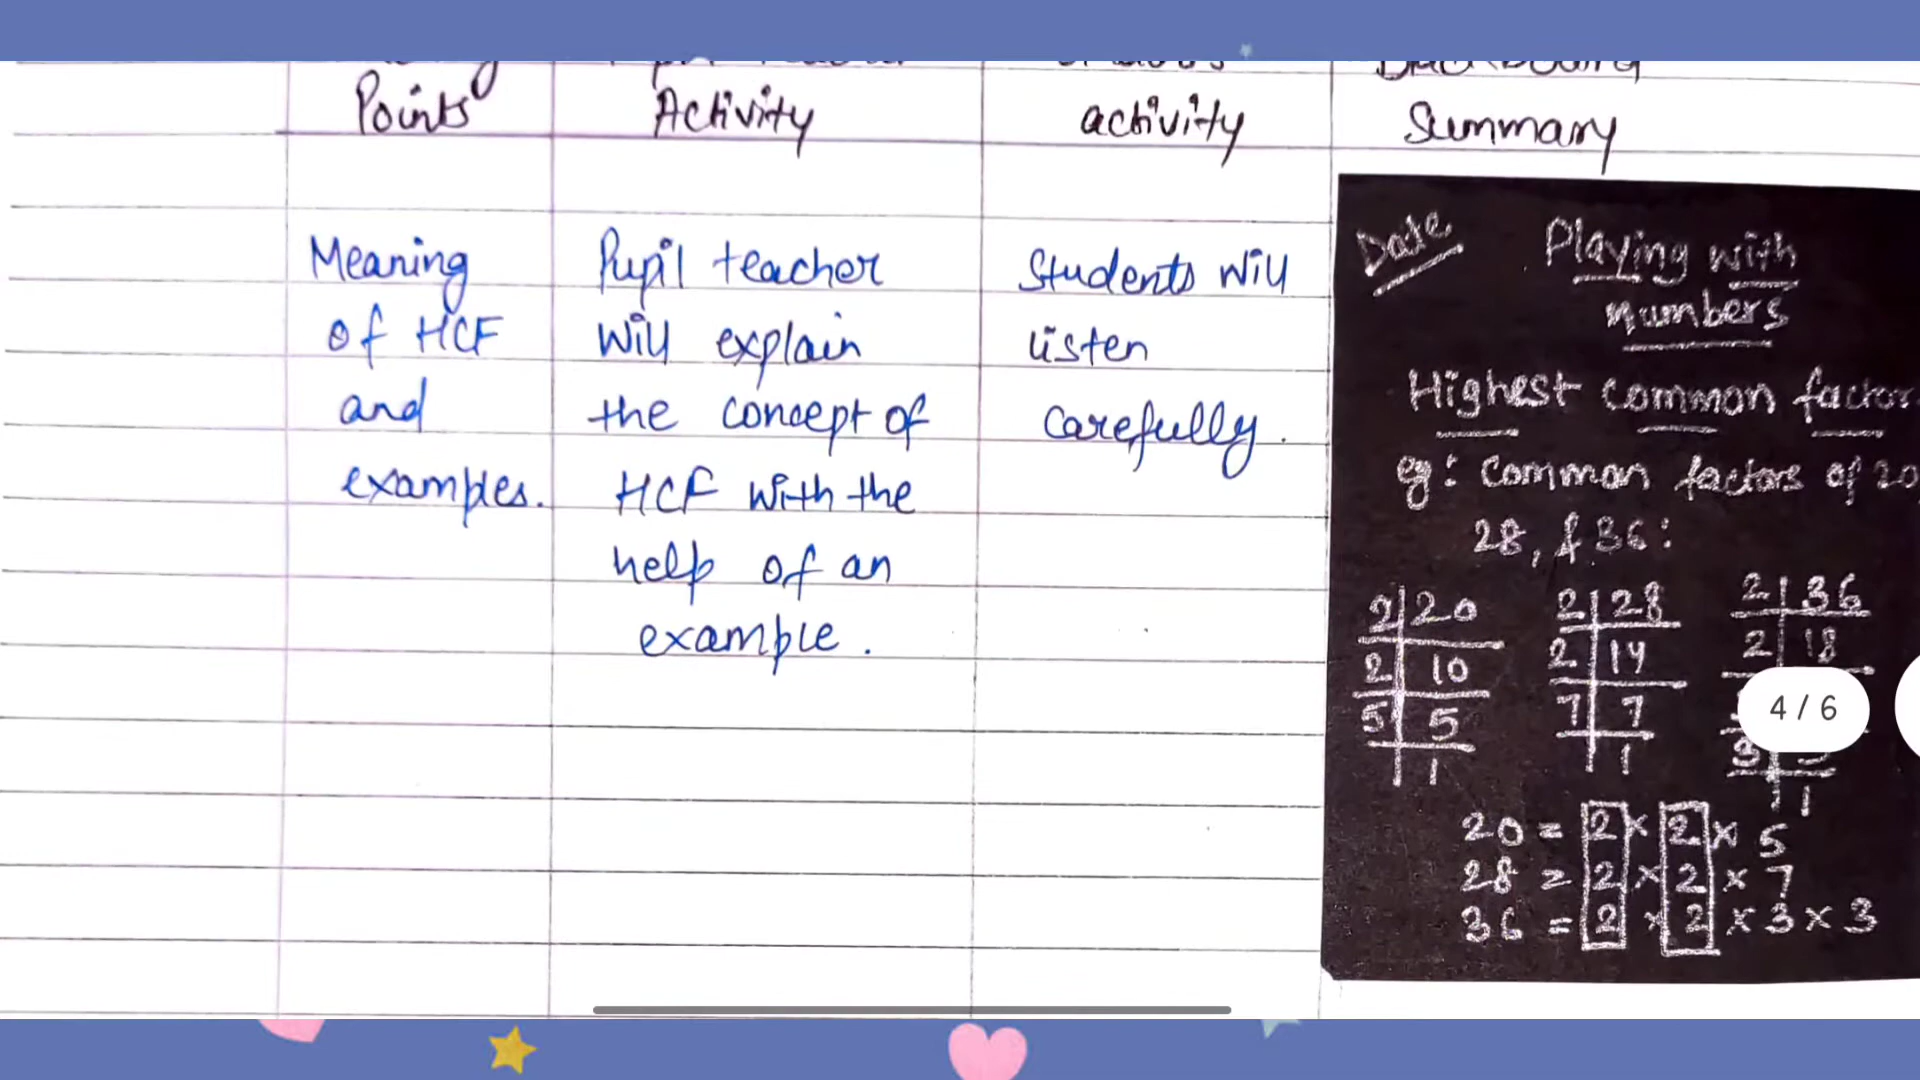 Points
Activity
activity
Summary
Meaning
of HCF
and
examples.
Pupil teacher
will explain
the concept of
HCF with the
help of an
example.
Students will
listen
carefully.
Date
Playing with
numbers
Highest common factor
eg: common factors of 20,
28, & 36:
2 20
2 10
5 5
1
2 28
2 14
7 7
1
2 36
2 18
3
1
20 = 2 × 2 × 5
28 = 2 × 2 × 7
36 = 2 × 2 × 3 × 3
4 / 6